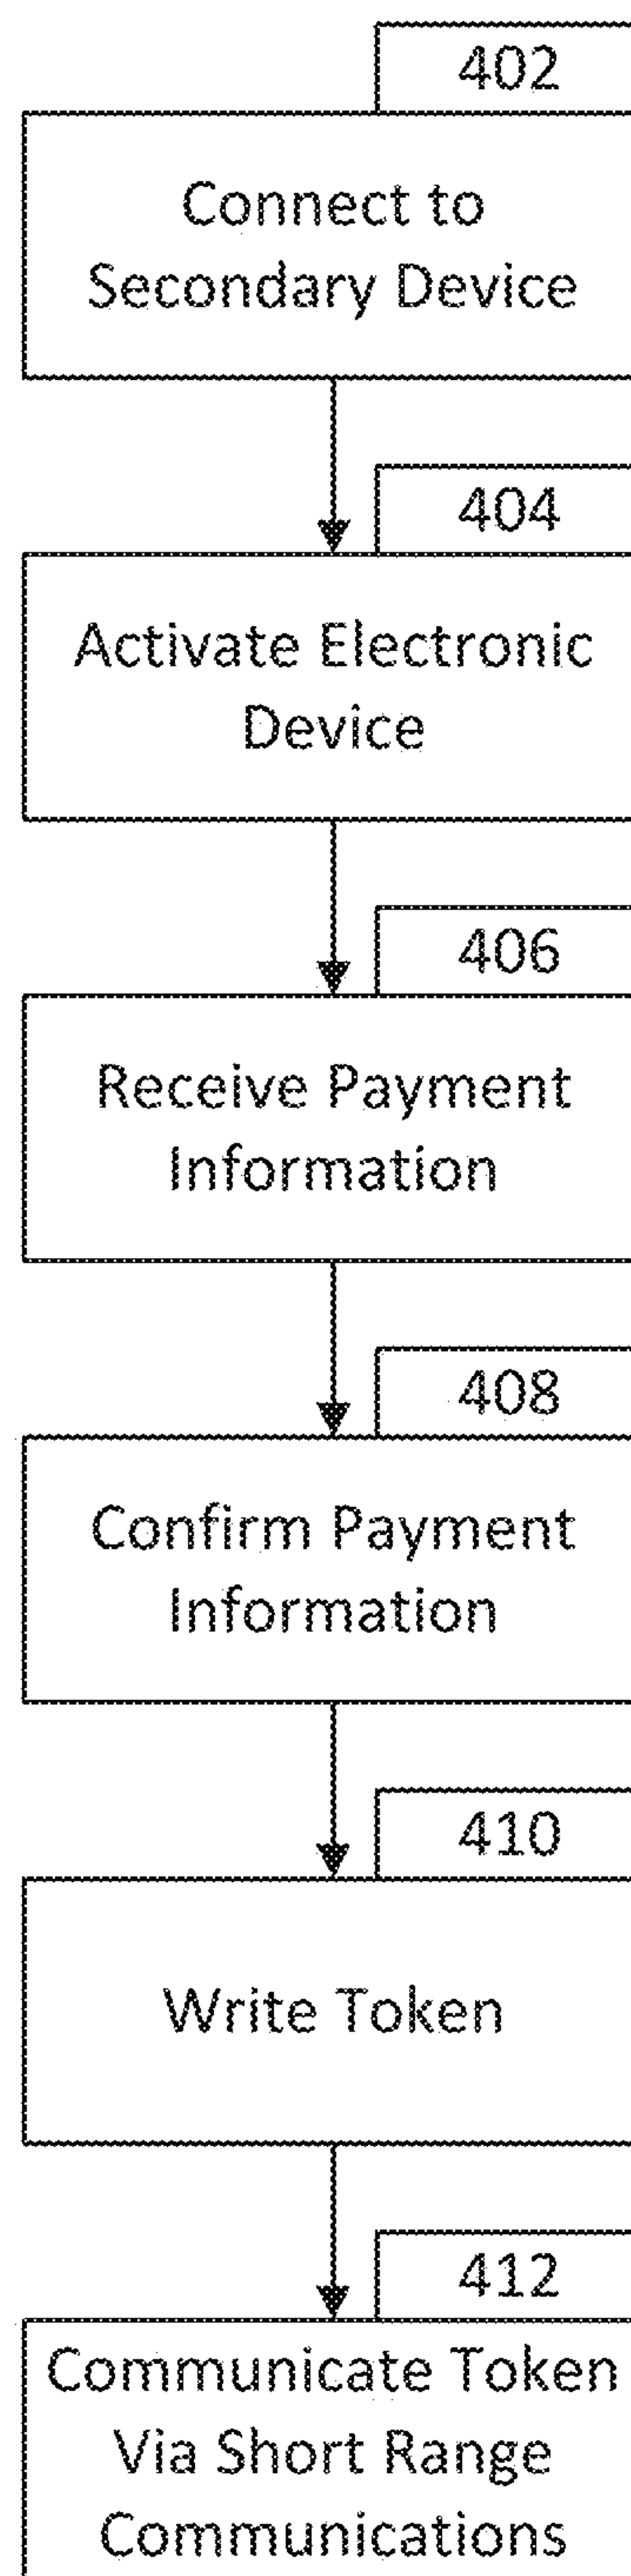 402
Connect to
Secondary Device
404
Activate Electronic
Device
406
Receive Payment
Information
408
Confirm Payment
Information
410
Write Token
412
Communicate Token
Via Short Range
Communications